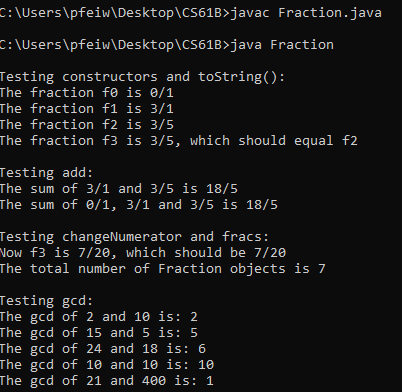 C:\Users\pfeiw\Desktop\CS61B>javac Fraction.java
C:\Users\pfeiw\Desktop\CS61B>java Fraction
Testing constructors and toString():
The fraction f0 is 0/1
The fraction f1 is 3/1
The fraction f2 is 3/5
The fraction f3 is 3/5, which should equal f2
Testing add:
The sum of 3/1 and 3/5 is 18/5
The sum of 0/1, 3/1 and 3/5 is 18/5
Testing changeNumerator and fracs:
Now f3 is 7/20, which should be 7/20
The total number of Fraction objects is 7
Testing gcd:
The gcd of 2 and 10 is: 2
The gcd of 15 and 5 is: 5
The gcd of 24 and 18 is: 6
The gcd of 10 and 10 is: 10
The gcd of 21 and 400 is: 1